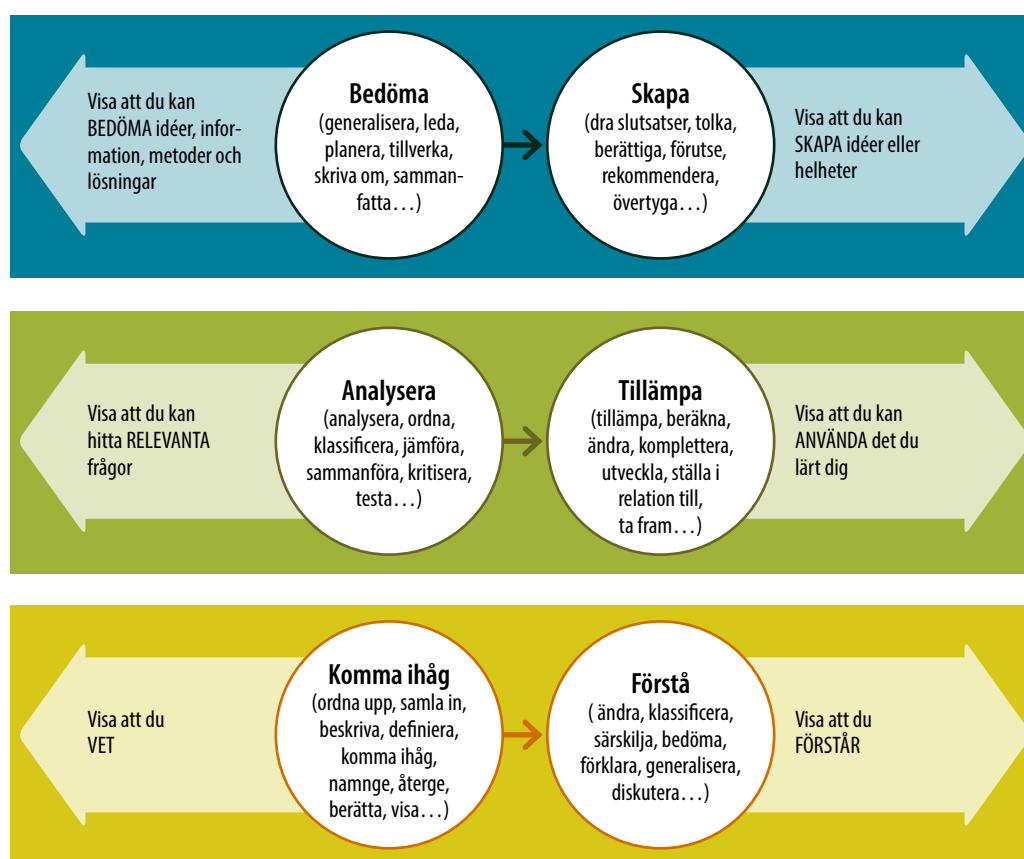 Visa att du kan
BEDÖMA idéer, infor-
mation, metoder och
lösningar
Bedöma
(generalisera, leda,
planera, tillverka,
skriva om, samman-
fatta…)
Skapa
(dra slutsatser, tolka,
berättiga, förutse,
rekommendera,
övertyga…)
Visa att du kan
SKAPA idéer eller
helheter
Visa att du kan
hitta RELEVANTA
frågor
Analysera
(analysera, ordna,
klassificera, jämföra,
sammanföra, kritisera,
testa…)
Tillämpa
(tillämpa, beräkna,
ändra, komplettera,
utveckla, ställa i
relation till,
ta fram…)
Visa att du kan
ANVÄNDA det du
lärt dig
Visa att du
VET
Komma ihåg
(ordna upp, samla in,
beskriva, definiera,
komma ihåg,
namnge, återge,
berätta, visa…)
Förstå
( ändra, klassificera,
särskilja, bedöma,
förklara, generalisera,
diskutera…)
Visa att du
FÖRSTÅR